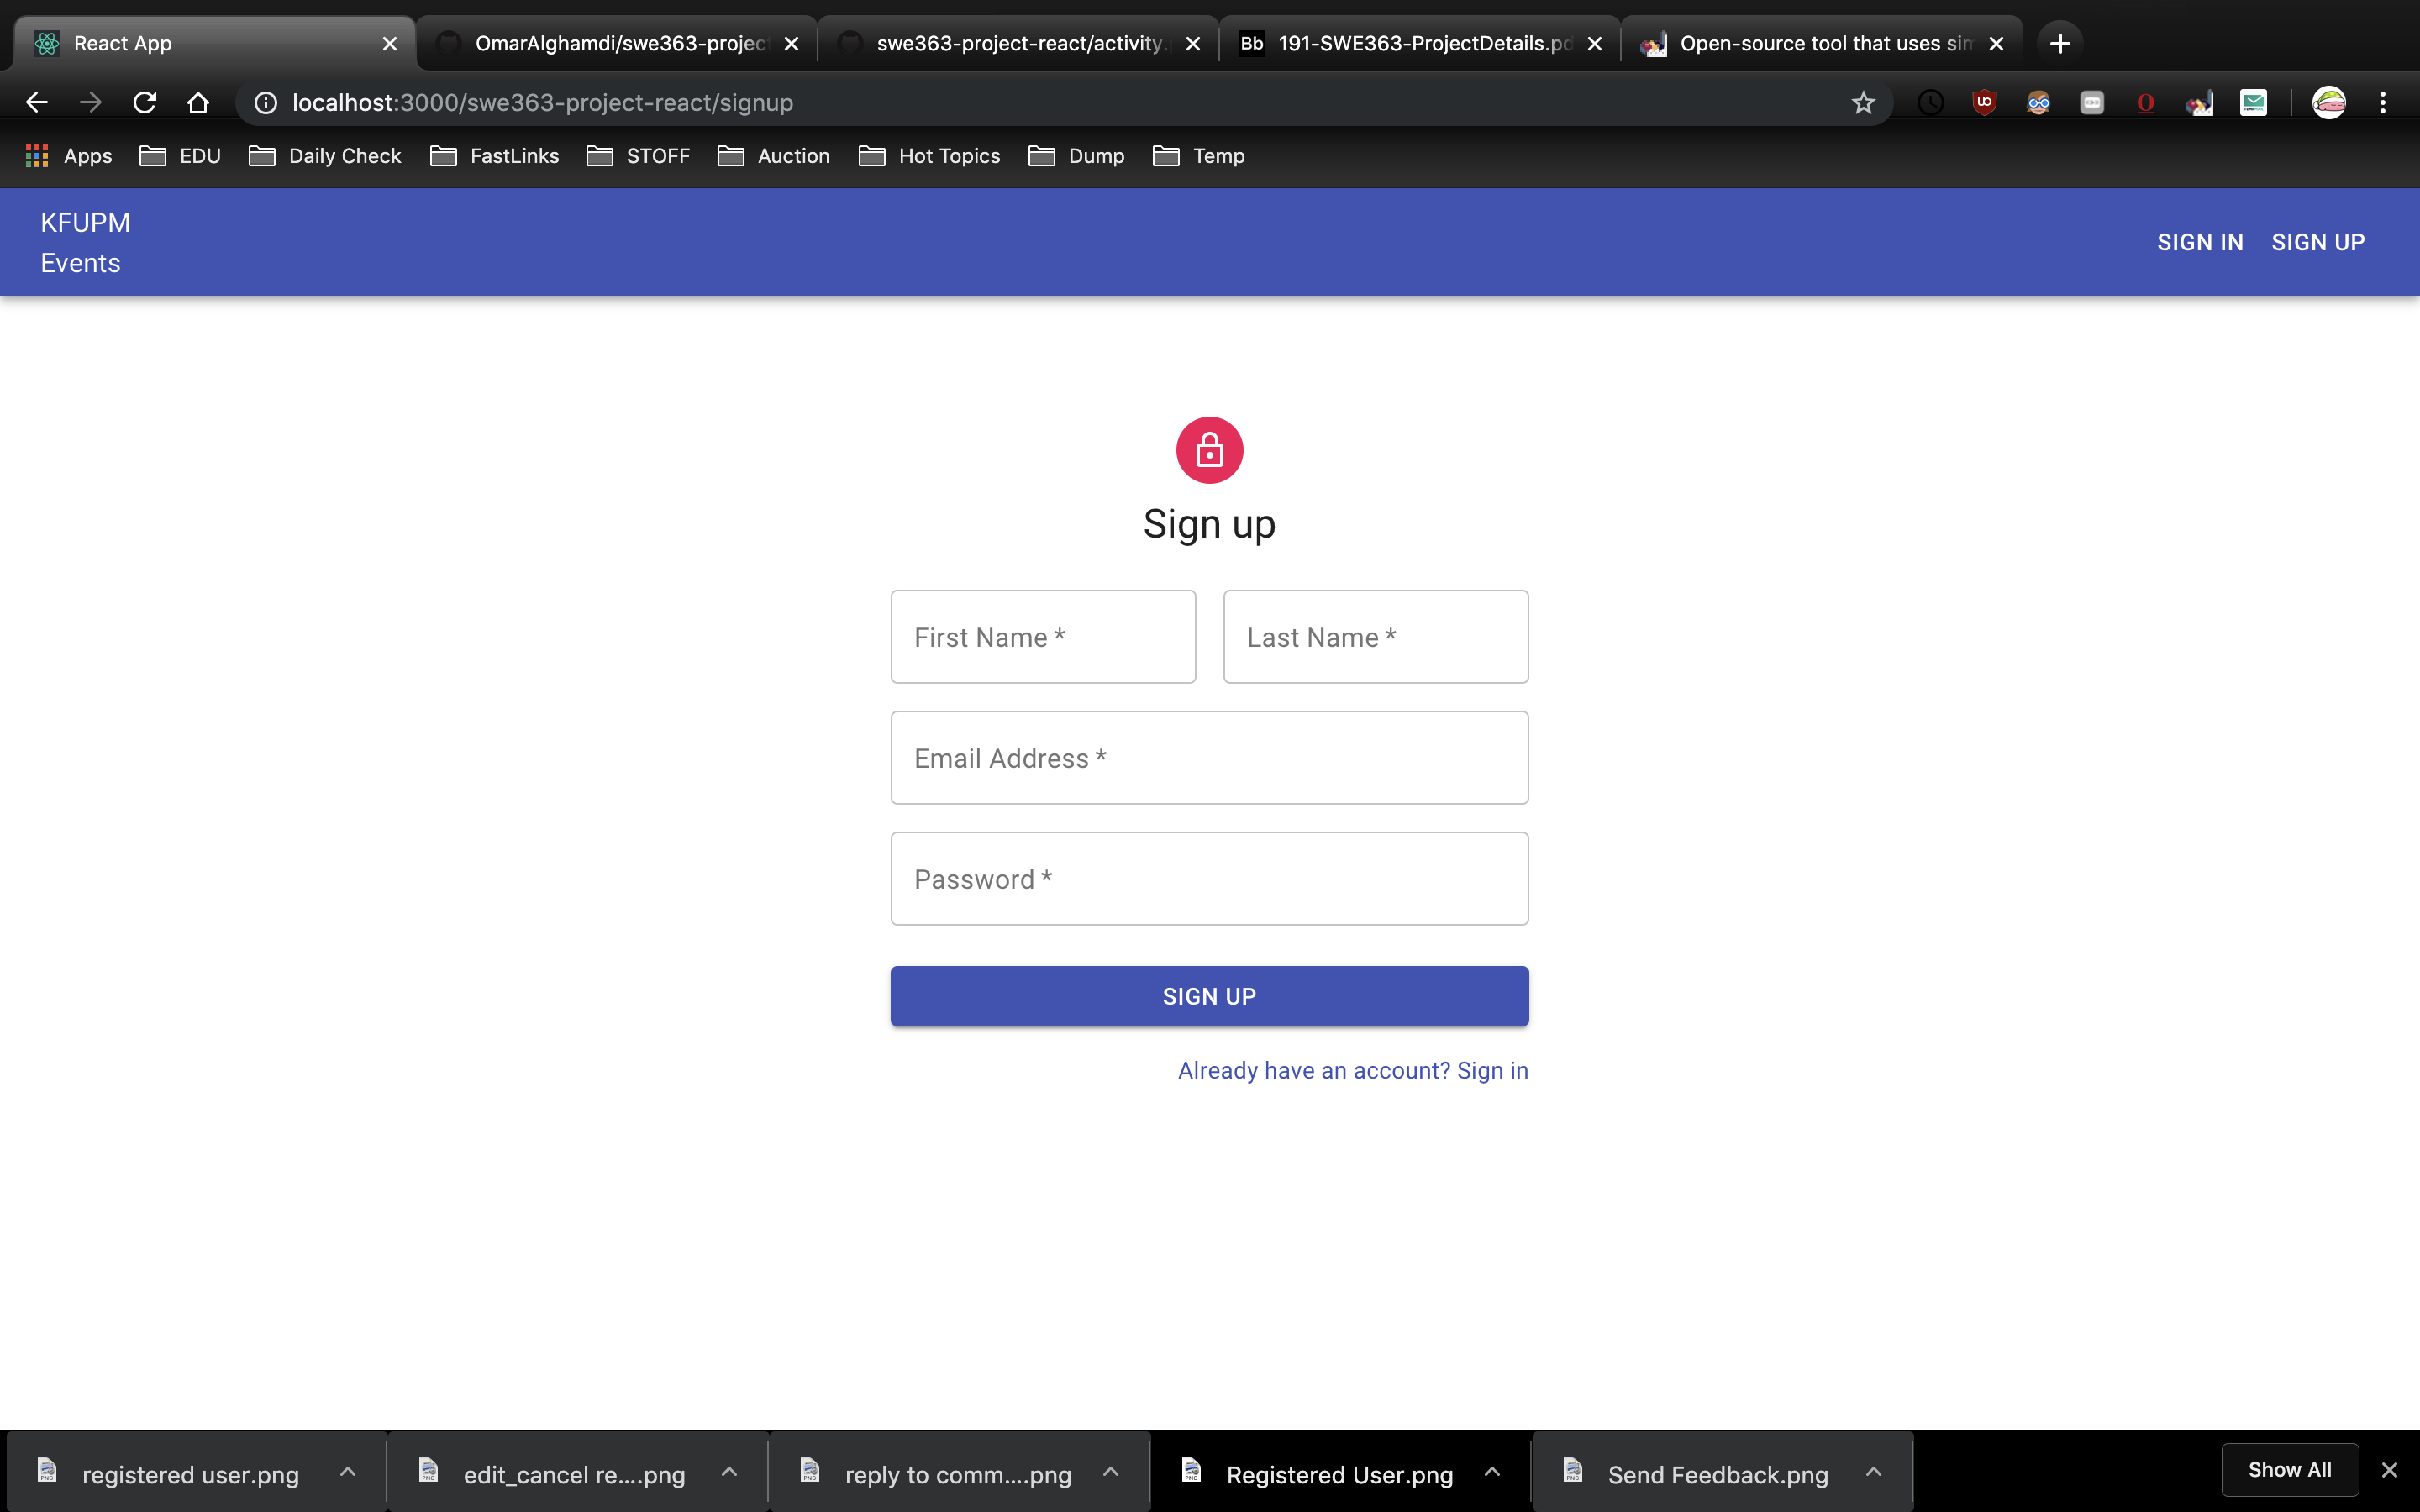 React App
OmarAlghamdi/swe363-projec
swe363-project-react/activity.
Bb 191-SWE363-ProjectDetails.pd
Open-source tool that uses sim
localhost:3000/swe363-project-react/signup
Apps EDU Daily Check FastLinks STOFF Auction Hot Topics Dump Temp
KFUPM
Events
SIGN IN SIGN UP
Sign up
First Name * Last Name *
Email Address *
Password *
SIGN UP
Already have an account? Sign in
registered user.png edit_cancel re....png reply to comm....png Registered User.png Send Feedback.png Show All